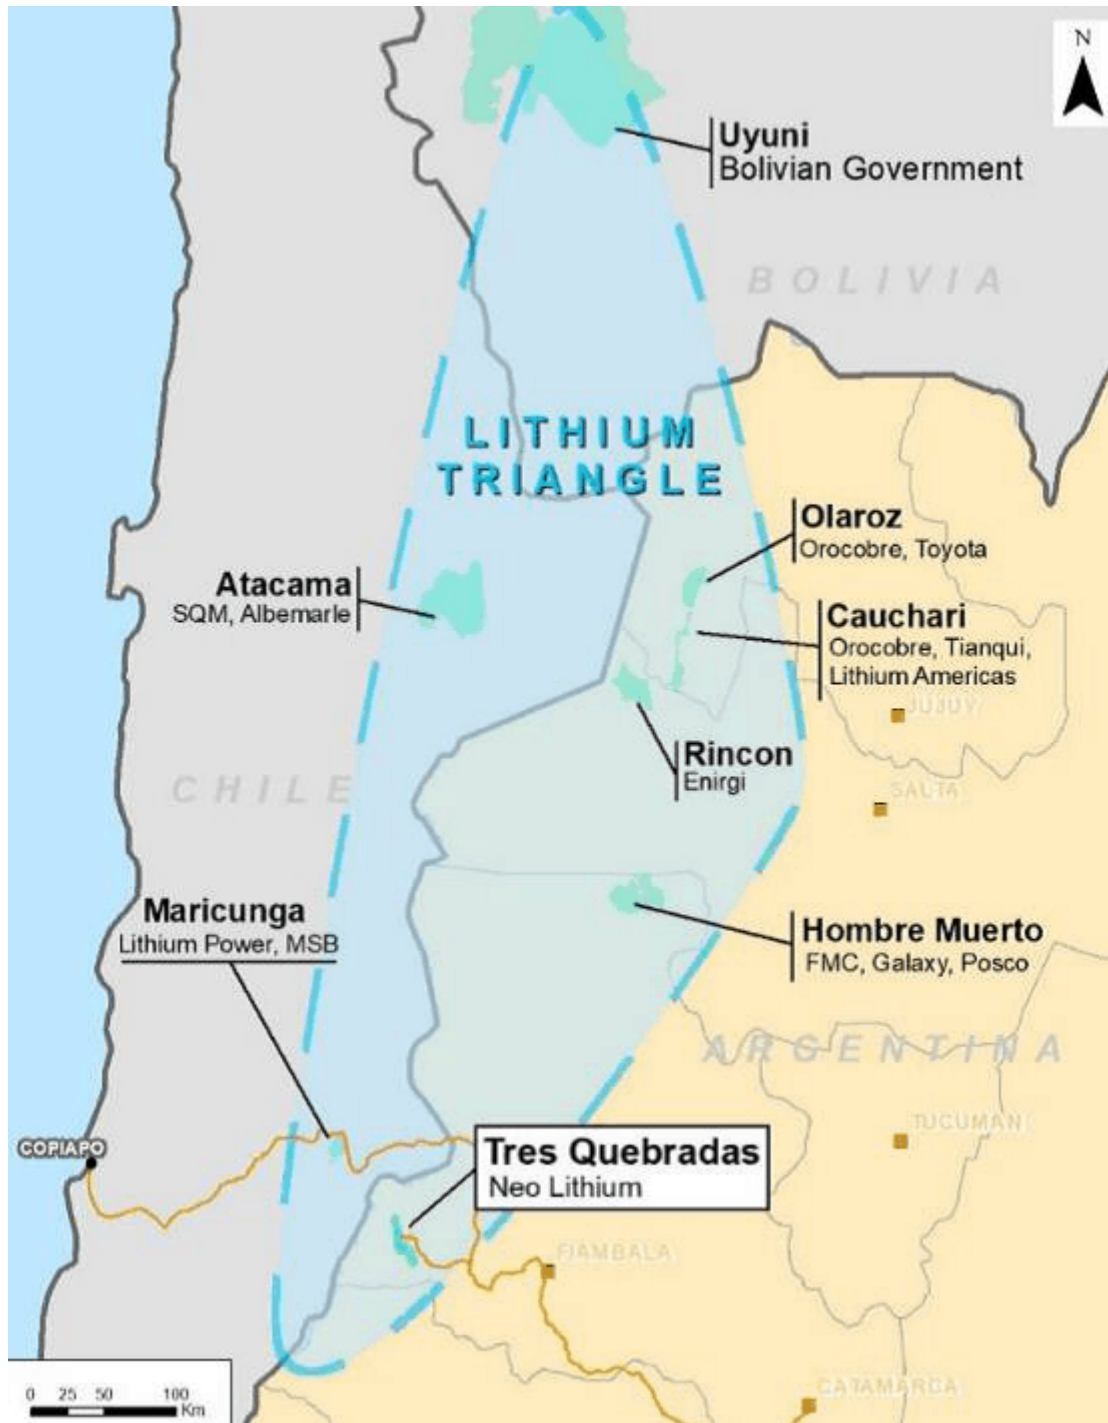 N
Uyuni
Bolivian Government
BOLIVIA
LITHIUM
TRIANGLE
Olaroz
Orocobre, Toyota
Atacama
SQM, Albemarle
Cauchari
Orocobre, Tianqui,
Lithium Americas
JUJUY
Rincon
Enirgi
CHILE
SALTA
Maricunga
Lithium Power, MSB
Hombre Muerto
FMC, Galaxy, Posco
ARGENTINA
TUCUMAN
COPIAPO
Tres Quebradas
Neo Lithium
FIAMBALA
CATAMARCA
0 25 50 100
Km